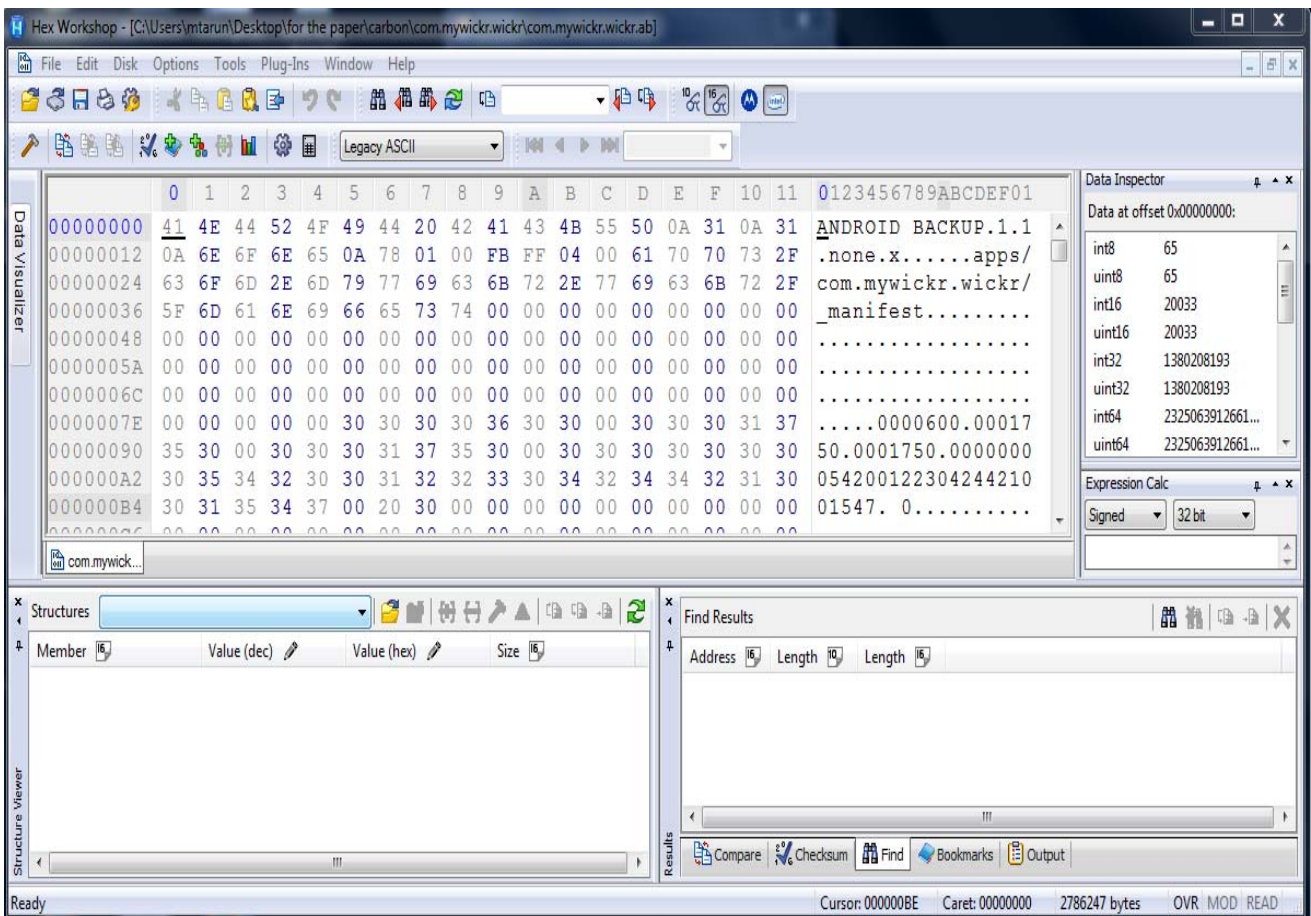 Hex Workshop - [C:\Users\mtarun\Desktop\for the paper\carbon\com.mywickr.wickr\com.mywickr.wickr.ab]
File Edit Disk Options Tools Plug-Ins Window Help
Legacy ASCII
Data Visualizer
0 1 2 3 4 5 6 7 8 9 A B C D E F 10 11 0123456789ABCDEF01
00000000 41 4E 44 52 4F 49 44 20 42 41 43 4B 55 50 0A 31 0A 31 ANDROID BACKUP.1.1
00000012 0A 6E 6F 6E 65 0A 78 01 00 FB FF 04 00 61 70 70 73 2F .none.x......apps/
00000024 63 6F 6D 2E 6D 79 77 69 63 6B 72 2E 77 69 63 6B 72 2F com.mywickr.wickr/
00000036 5F 6D 61 6E 69 66 65 73 74 00 00 00 00 00 00 00 00 00 _manifest.........
00000048 00 00 00 00 00 00 00 00 00 00 00 00 00 00 00 00 00 00 ..................
0000005A 00 00 00 00 00 00 00 00 00 00 00 00 00 00 00 00 00 00 ..................
0000006C 00 00 00 00 00 00 00 00 00 00 00 00 00 00 00 00 00 00 ..................
0000007E 00 00 00 00 00 30 30 30 30 36 30 30 00 30 30 30 31 37 .....0000600.00017
00000090 35 30 00 30 30 30 31 37 35 30 00 30 30 30 30 30 30 30 50.0001750.0000000
000000A2 30 35 34 32 30 30 31 32 32 33 30 34 32 34 34 32 31 30 054200122304244210
000000B4 30 31 35 34 37 00 20 30 00 00 00 00 00 00 00 00 00 00 01547. 0..........
com.mywick...
Data Inspector
Data at offset 0x00000000:
int8 65
uint8 65
int16 20033
uint16 20033
int32 1380208193
uint32 1380208193
int64 2325063912661...
uint64 2325063912661...
Expression Calc
Signed 32 bit
Structures
Member Value (dec) Value (hex) Size
Structure Viewer
Find Results
Address Length Length
Results
Compare Checksum Find Bookmarks Output
Ready
Cursor: 000000BE Caret: 00000000 2786247 bytes OVR MOD READ